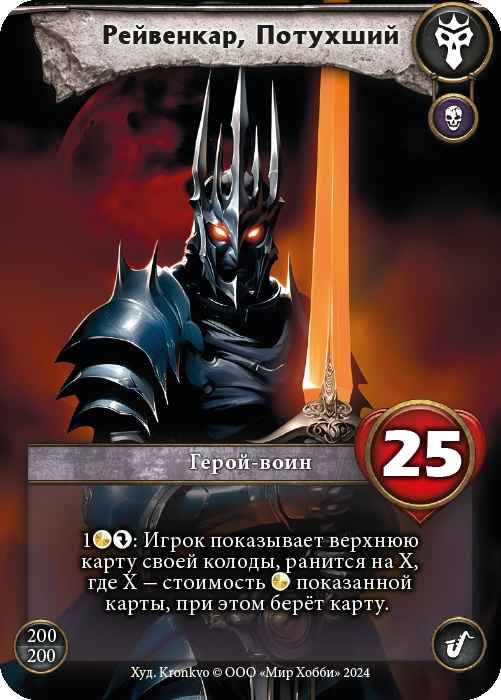 Рейвенкар, Потухший
25
Герой-воин
1: Игрок показывает верхнюю
карту своей колоды, ранится на X,
где X – стоимость показанной
карты, при этом берёт карту.
200
200
Худ. Kronkvo © ООО «Мир Хобби» 2024